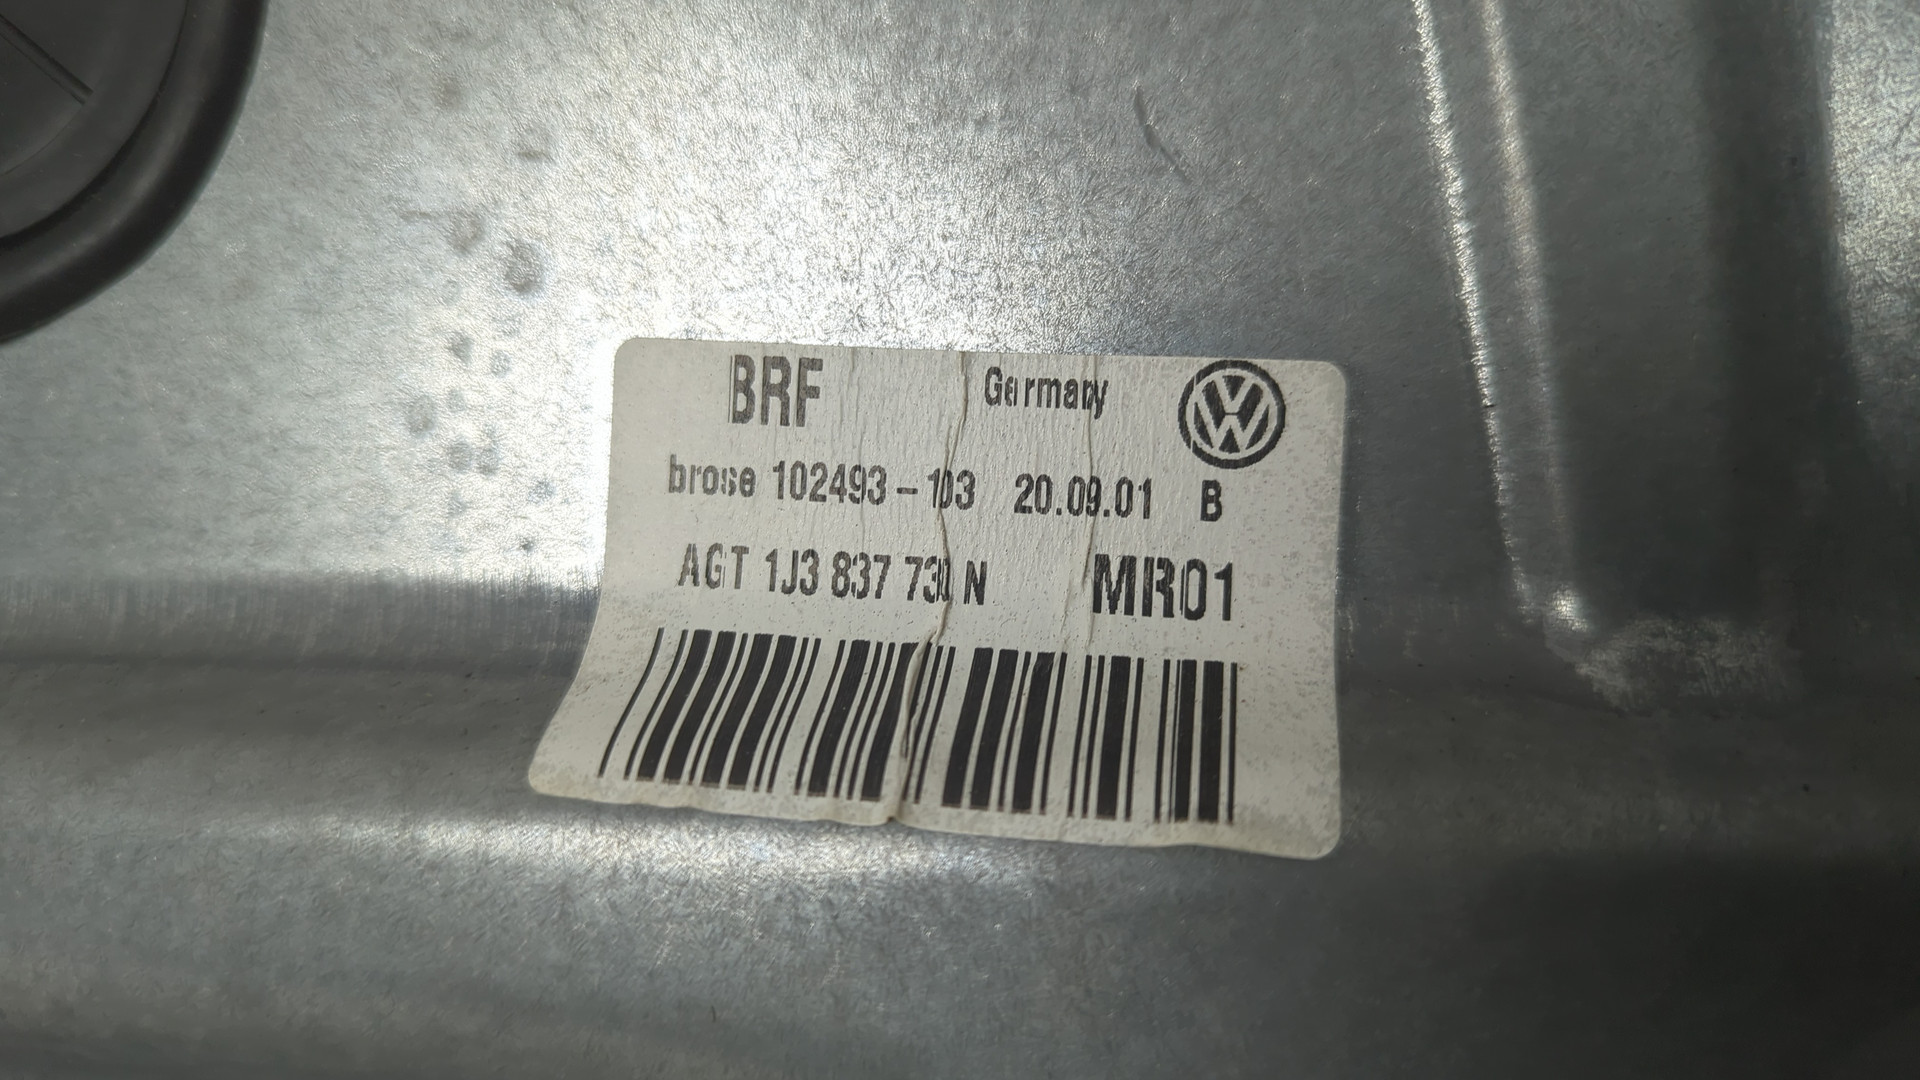 BRF Germany
brose 102493-103 20.09.01 B
AGT 1J3 837 730 N MR01